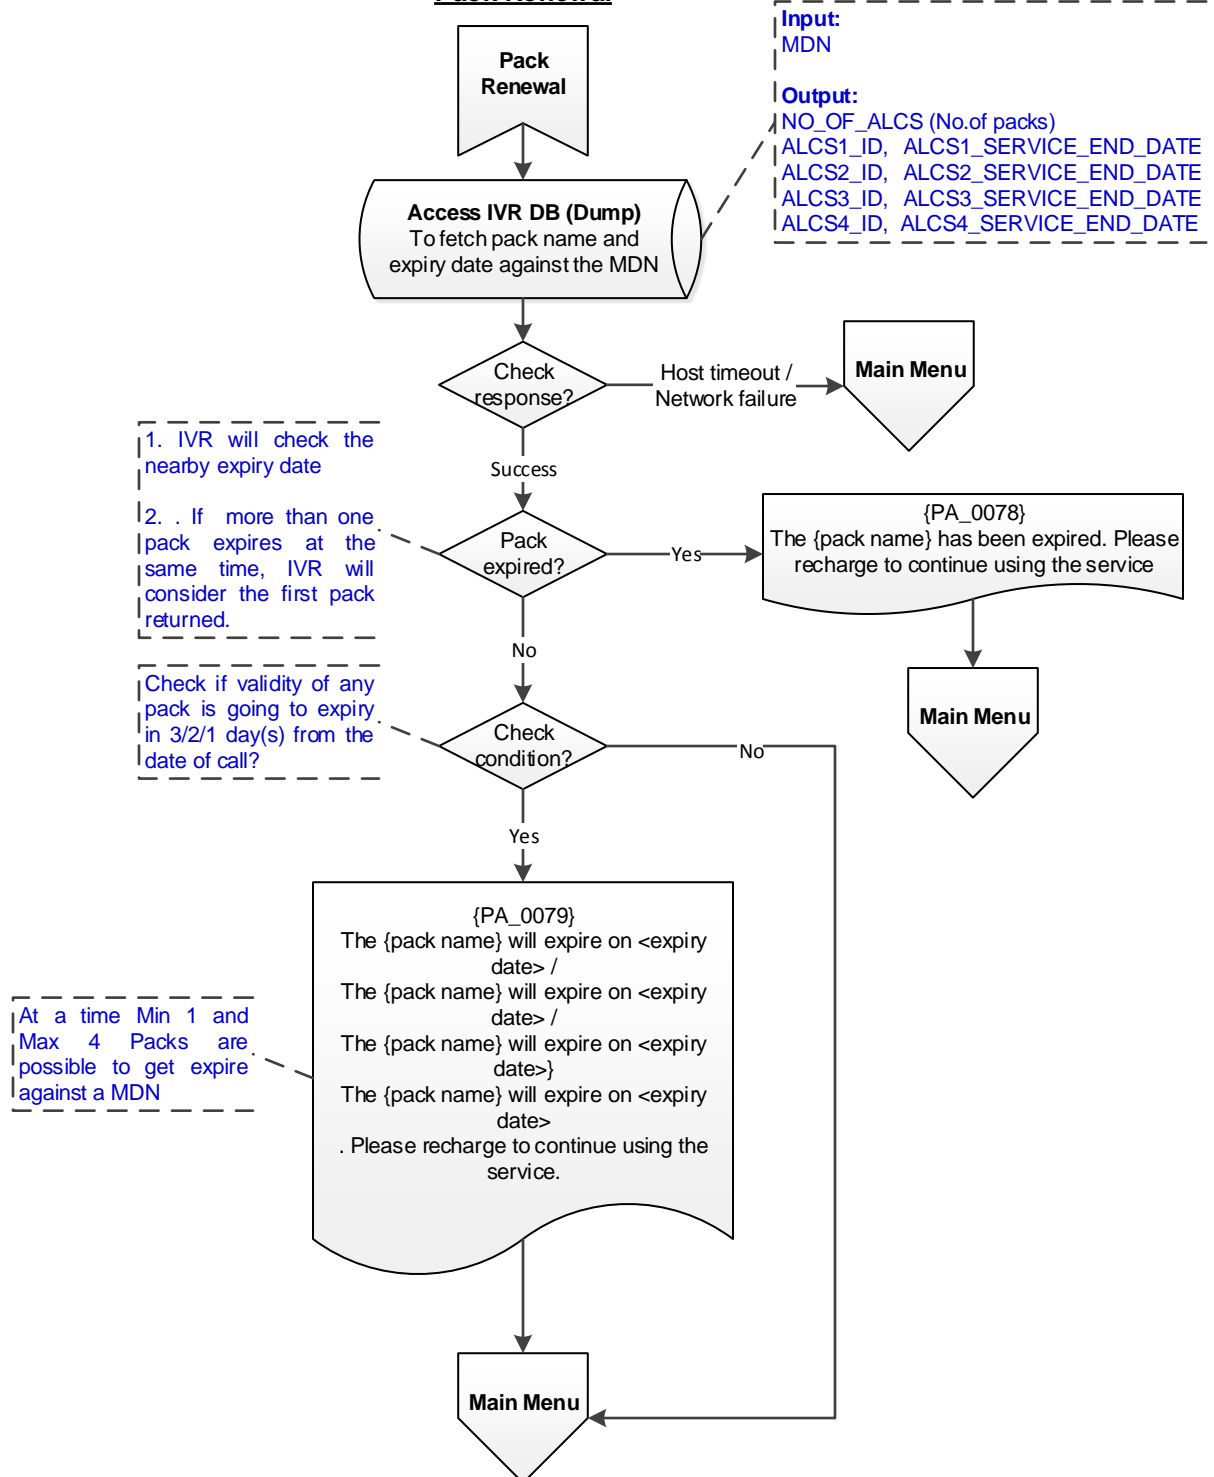 Pack Renewal
Input:
MDN
Output:
NO_OF_ALCS (No.of packs)
ALCS1_ID, ALCS1_SERVICE_END_DATE
ALCS2_ID, ALCS2_SERVICE_END_DATE
ALCS3_ID, ALCS3_SERVICE_END_DATE
ALCS4_ID, ALCS4_SERVICE_END_DATE
Pack
Renewal
Access IVR DB (Dump)
To fetch pack name and
expiry date against the MDN
Check
response?
Host timeout /
Network failure
Main Menu
Success
1. IVR will check the
nearby expiry date
2. . If more than one
pack expires at the
same time, IVR will
consider the first pack
returned.
Pack
expired?
Yes
{PA_0078}
The {pack name} has been expired. Please
recharge to continue using the service
Main Menu
No
Check if validity of any
pack is going to expiry
in 3/2/1 day(s) from the
date of call?
Check
condition?
No
Yes
{PA_0079}
The {pack name} will expire on <expiry
date> /
The {pack name} will expire on <expiry
date> /
The {pack name} will expire on <expiry
date>}
The {pack name} will expire on <expiry
date>
. Please recharge to continue using the
service.
At a time Min 1 and
Max 4 Packs are
possible to get expire
against a MDN
Main Menu